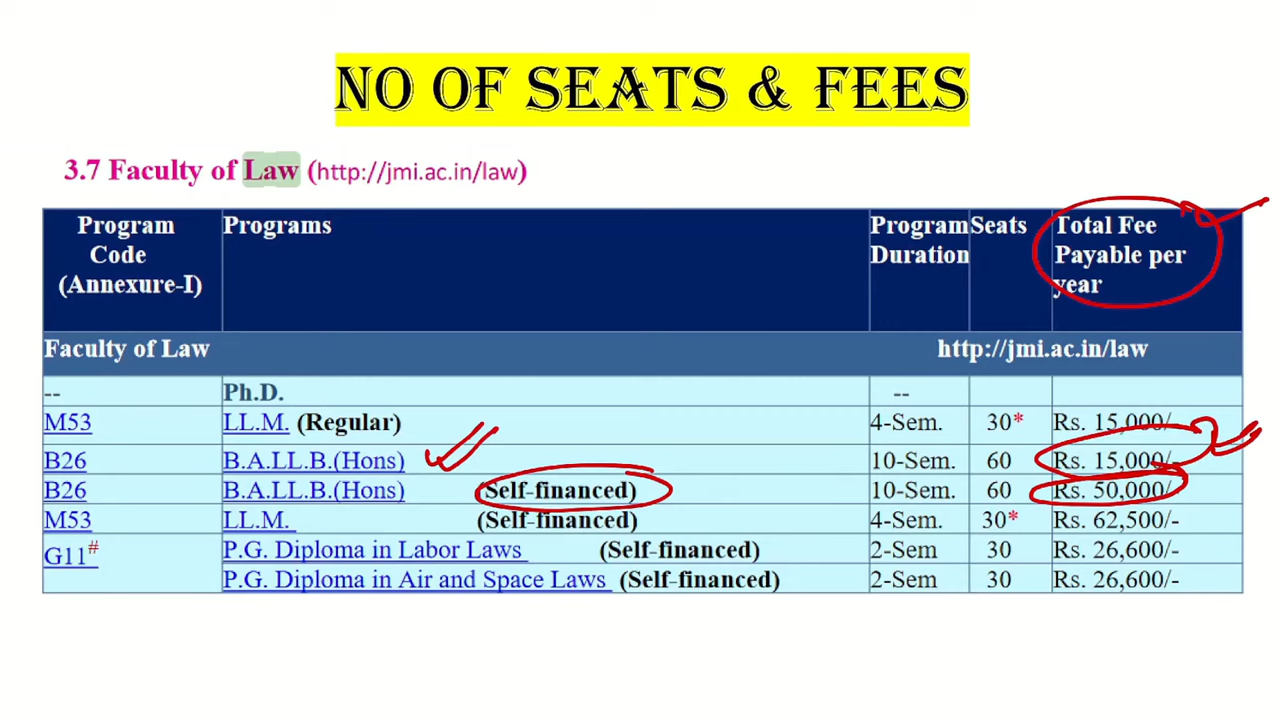 NO OF SEATS & FEES
3.7 Faculty of Law (http://jmi.ac.in/law)
Program Code (Annexure-I) Programs Program Duration Seats Total Fee Payable per year
Faculty of Law http://jmi.ac.in/law
-- Ph.D. --
M53 LL.M. (Regular) 4-Sem. 30* Rs. 15,000/-
B26 B.A.LL.B.(Hons) 10-Sem. 60 Rs. 15,000/-
B26 B.A.LL.B.(Hons) (Self-financed) 10-Sem. 60 Rs. 50,000/-
M53 LL.M. (Self-financed) 4-Sem. 30* Rs. 62,500/-
G11# P.G. Diploma in Labor Laws (Self-financed) 2-Sem 30 Rs. 26,600/-
P.G. Diploma in Air and Space Laws (Self-financed) 2-Sem 30 Rs. 26,600/-